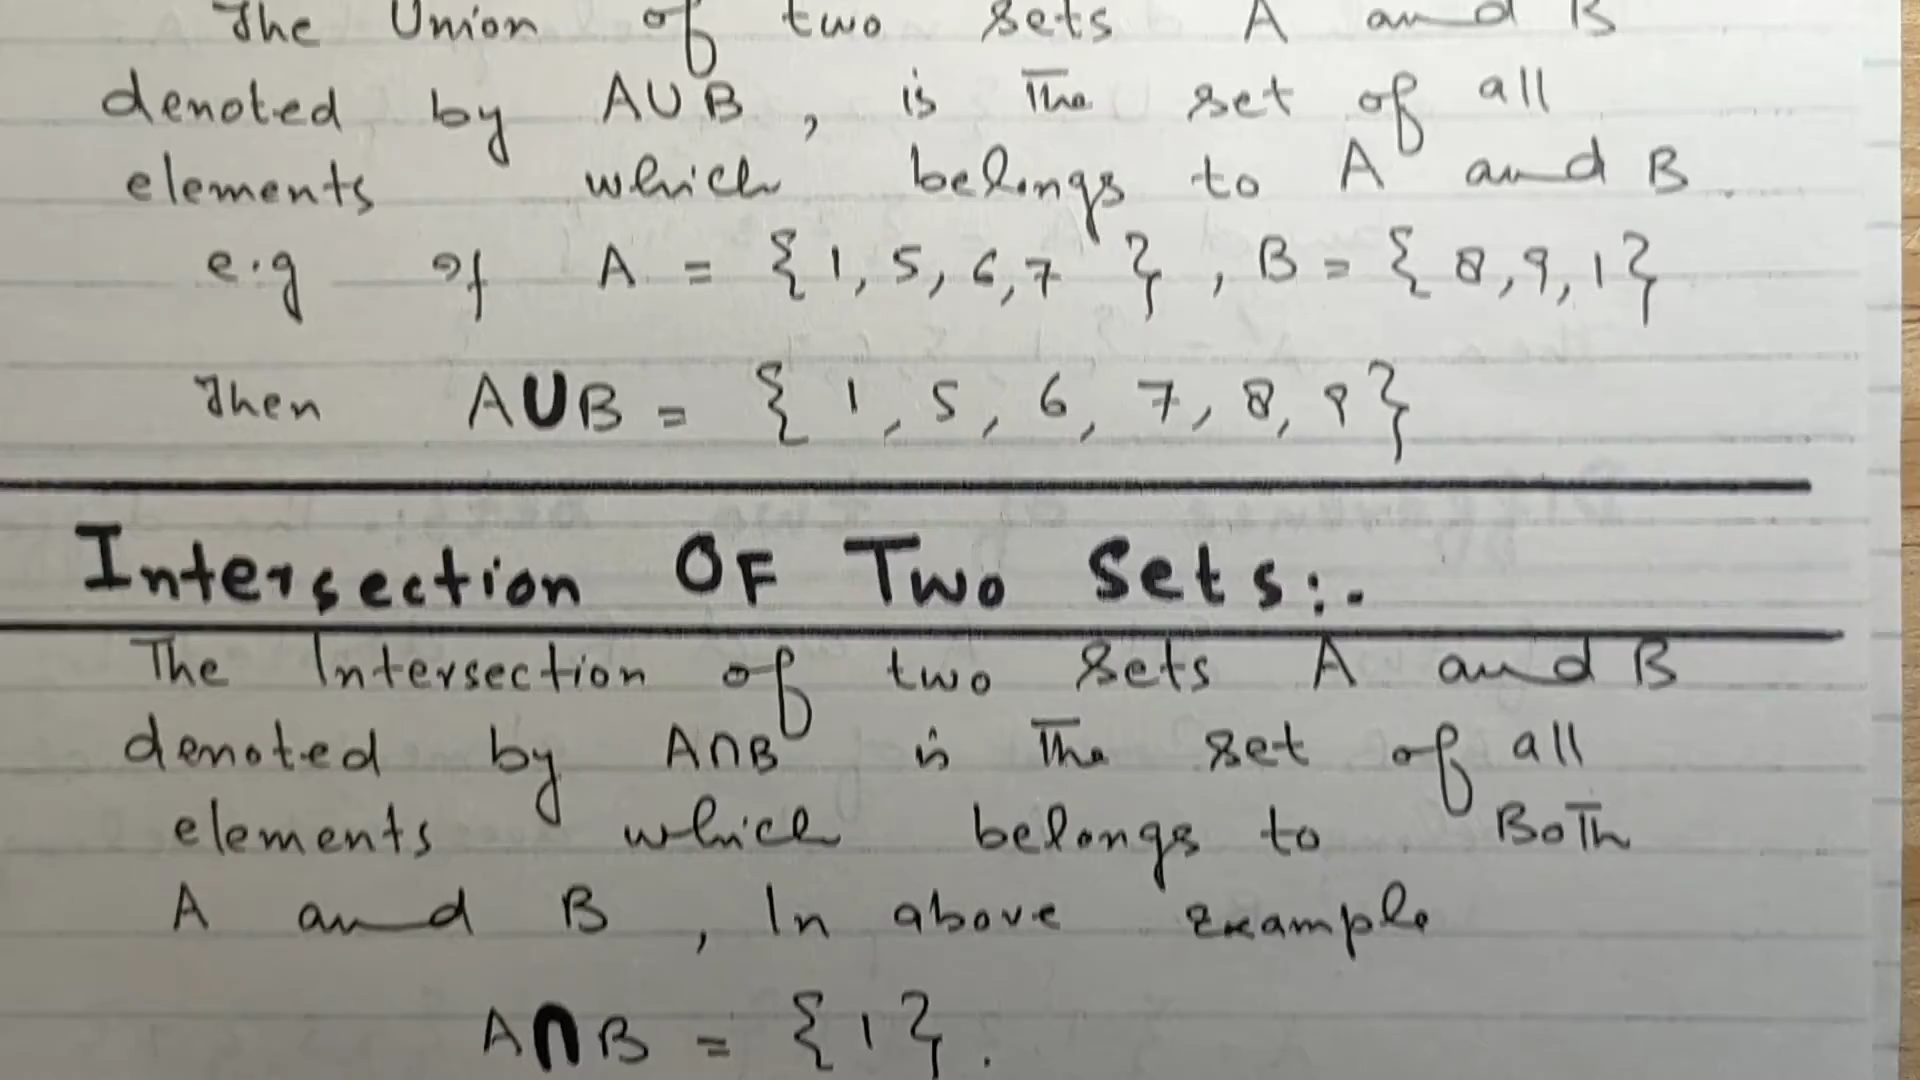 The Union of two sets A and B
denoted by A∪B, is the set of all
elements which belongs to A and B.
e.g of A = {1, 5, 6, 7}, B = {8, 9, 1}
Then A∪B = {1, 5, 6, 7, 8, 9}
Intersection OF Two Sets:.
The Intersection of two sets A and B
denoted by A∩B is the set of all
elements which belongs to BoTh
A and B, In above example
A∩B = {1}.